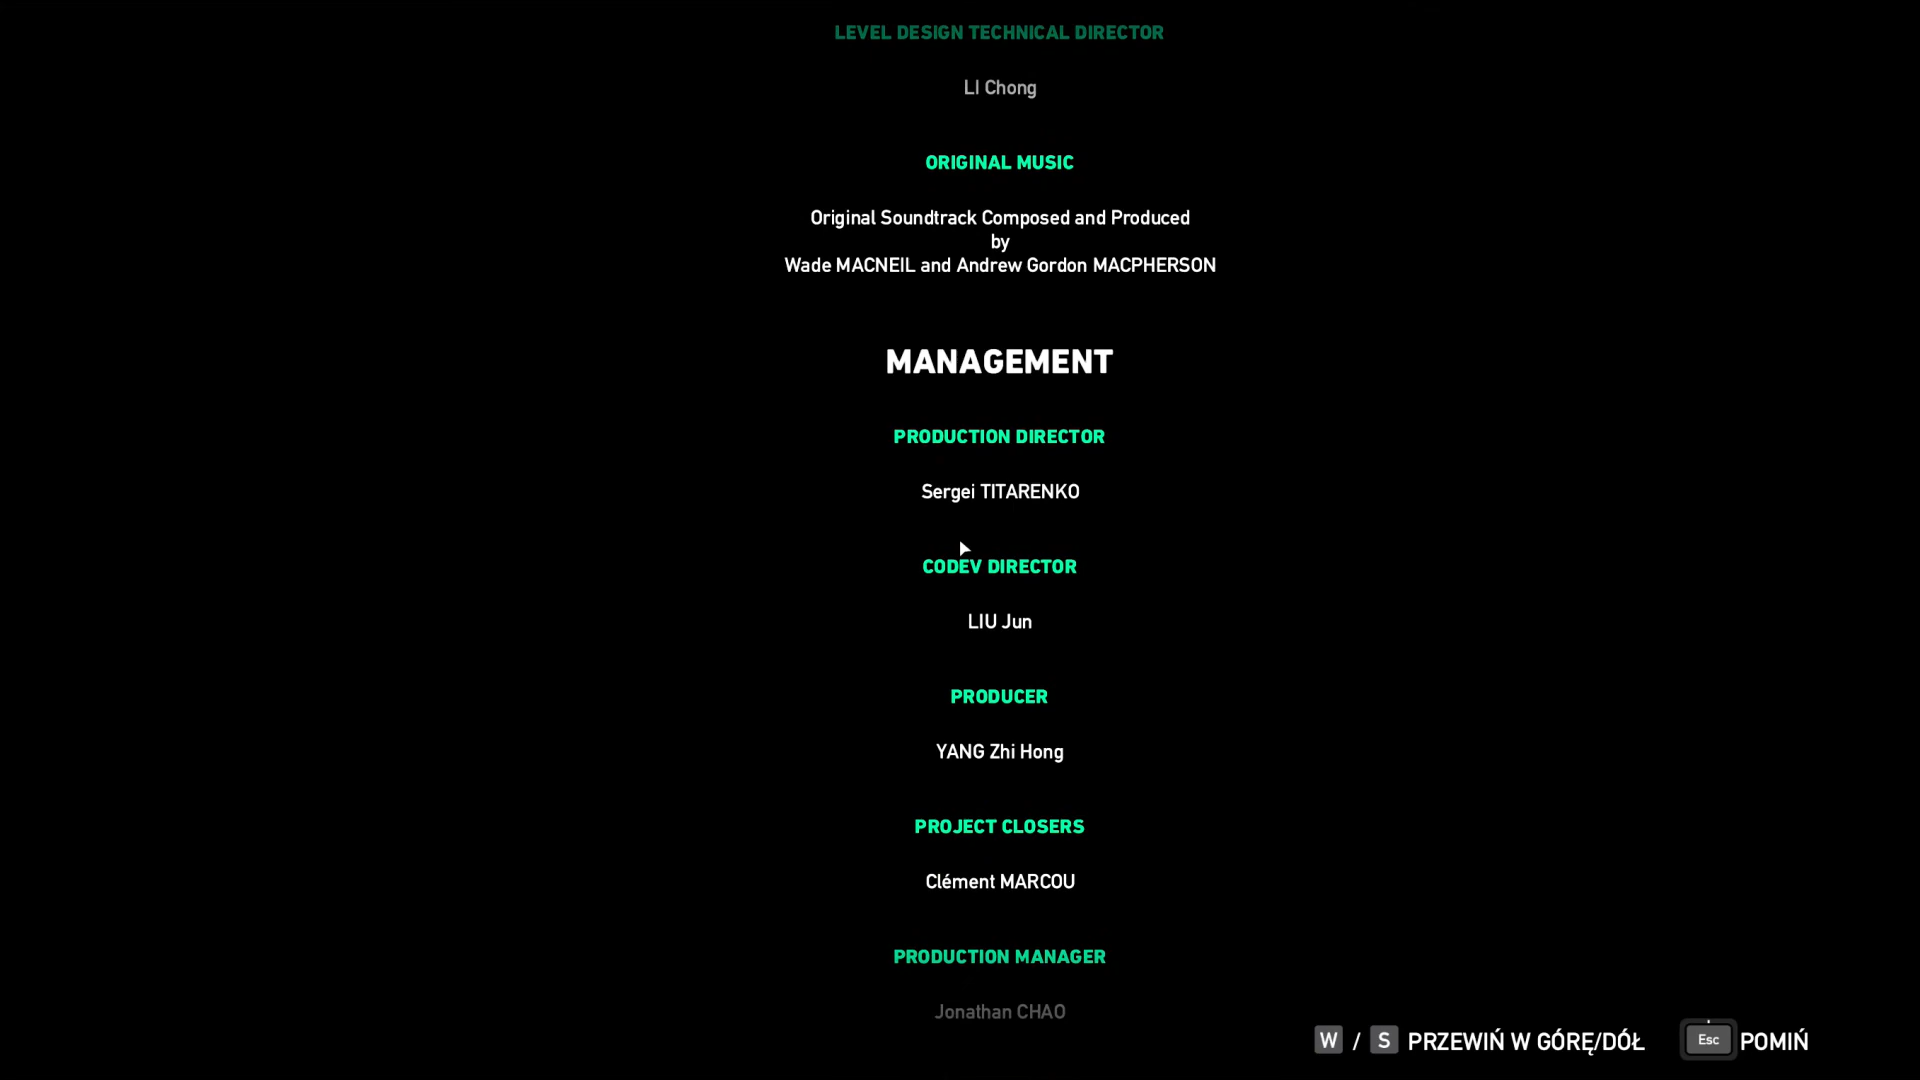 LEVEL DESIGN TECHNICAL DIRECTOR
LI Chong
ORIGINAL MUSIC
Original Soundtrack Composed and Produced
by
Wade MACNEIL and Andrew Gordon MACPHERSON
MANAGEMENT
PRODUCTION DIRECTOR
Sergei TITARENKO
CODEV DIRECTOR
LIU Jun
PRODUCER
YANG Zhi Hong
PROJECT CLOSERS
Clément MARCOU
PRODUCTION MANAGER
Jonathan CHAO
W / S PRZEWIŃ W GÓRĘ/DÓŁ Esc POMIŃ